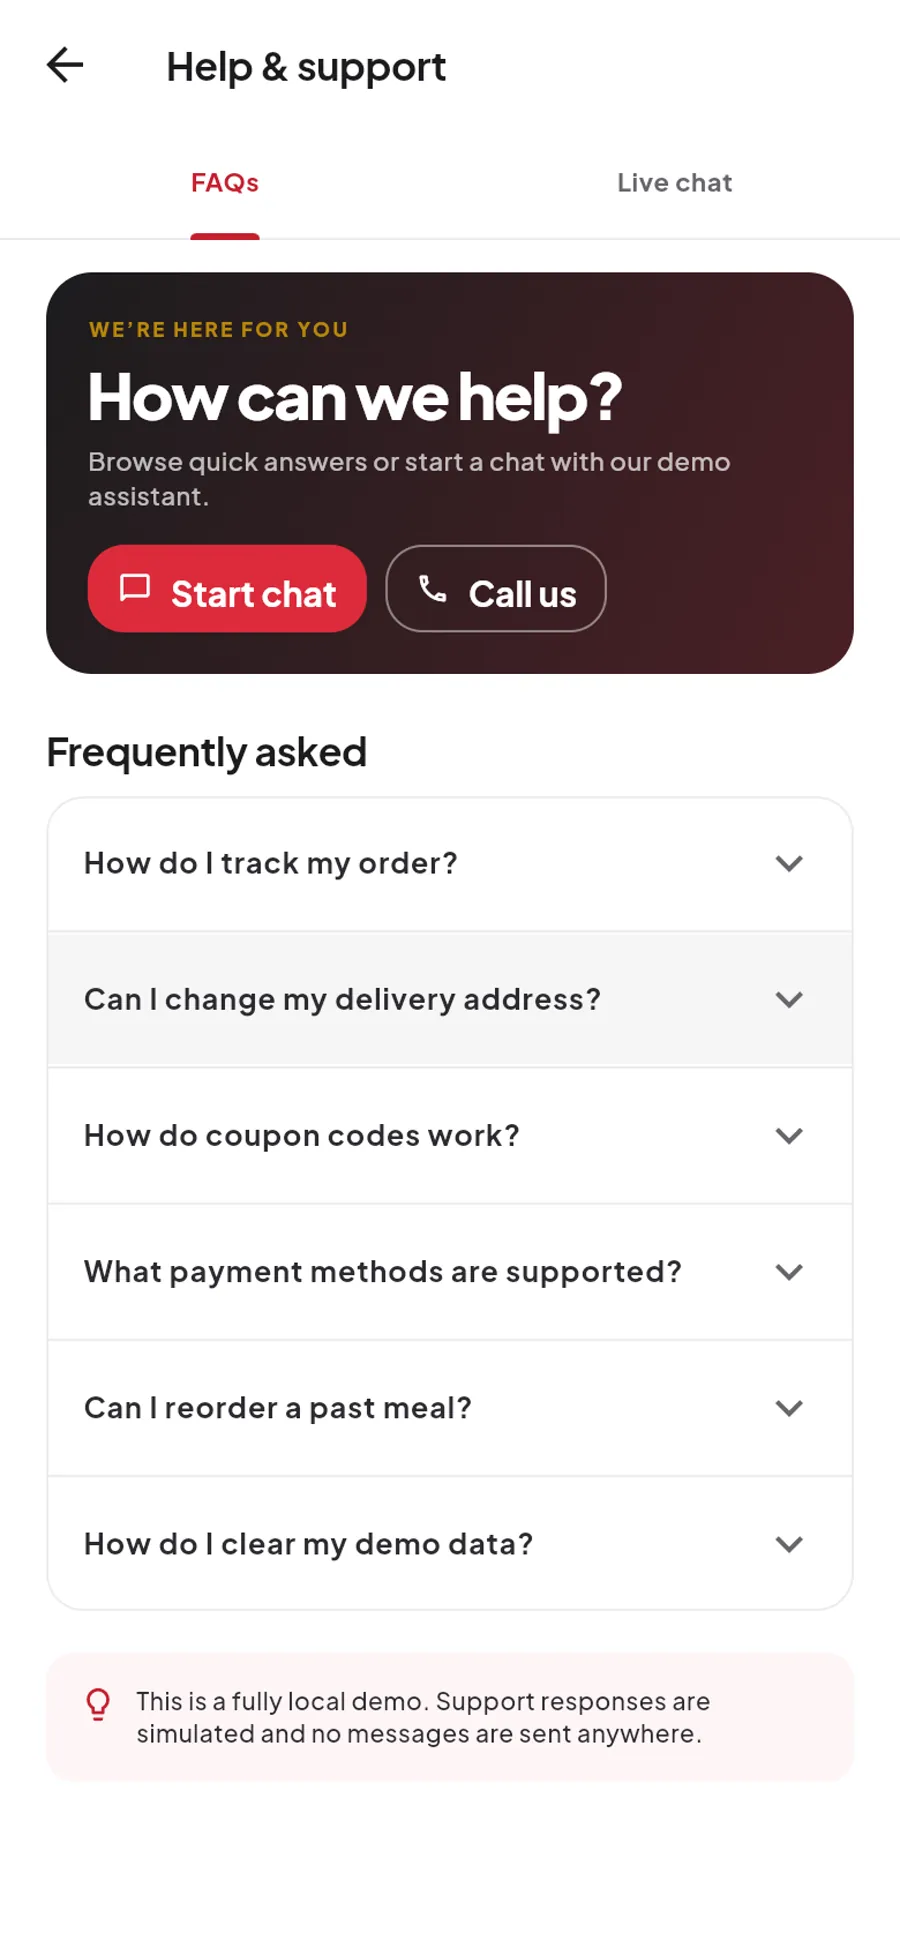 Help & support
FAQs
Live chat
WE’RE HERE FOR YOU
How can we help?
Browse quick answers or start a chat with our demo
assistant.
Start chat
Call us
Frequently asked
How do I track my order?
Can I change my delivery address?
How do coupon codes work?
What payment methods are supported?
Can I reorder a past meal?
How do I clear my demo data?
This is a fully local demo. Support responses are
simulated and no messages are sent anywhere.